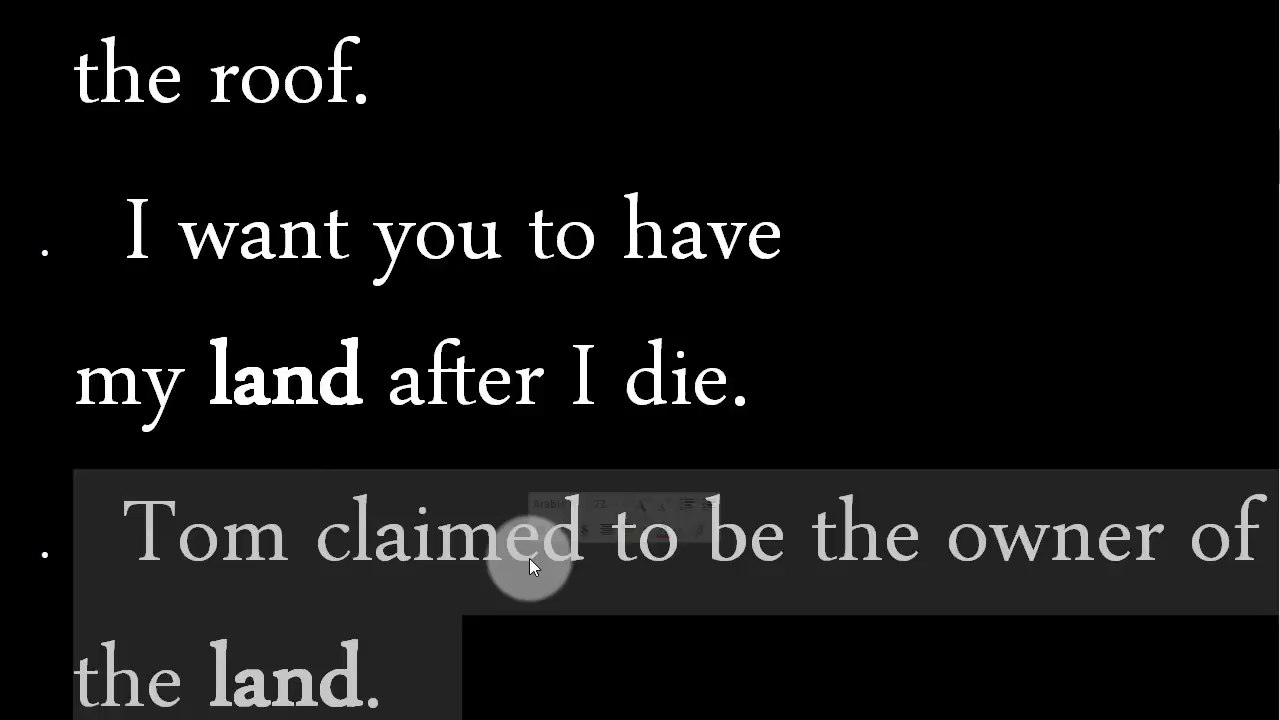 the roof.
. I want you to have
my land after I die.
. Tom claimed to be the owner of
the land.